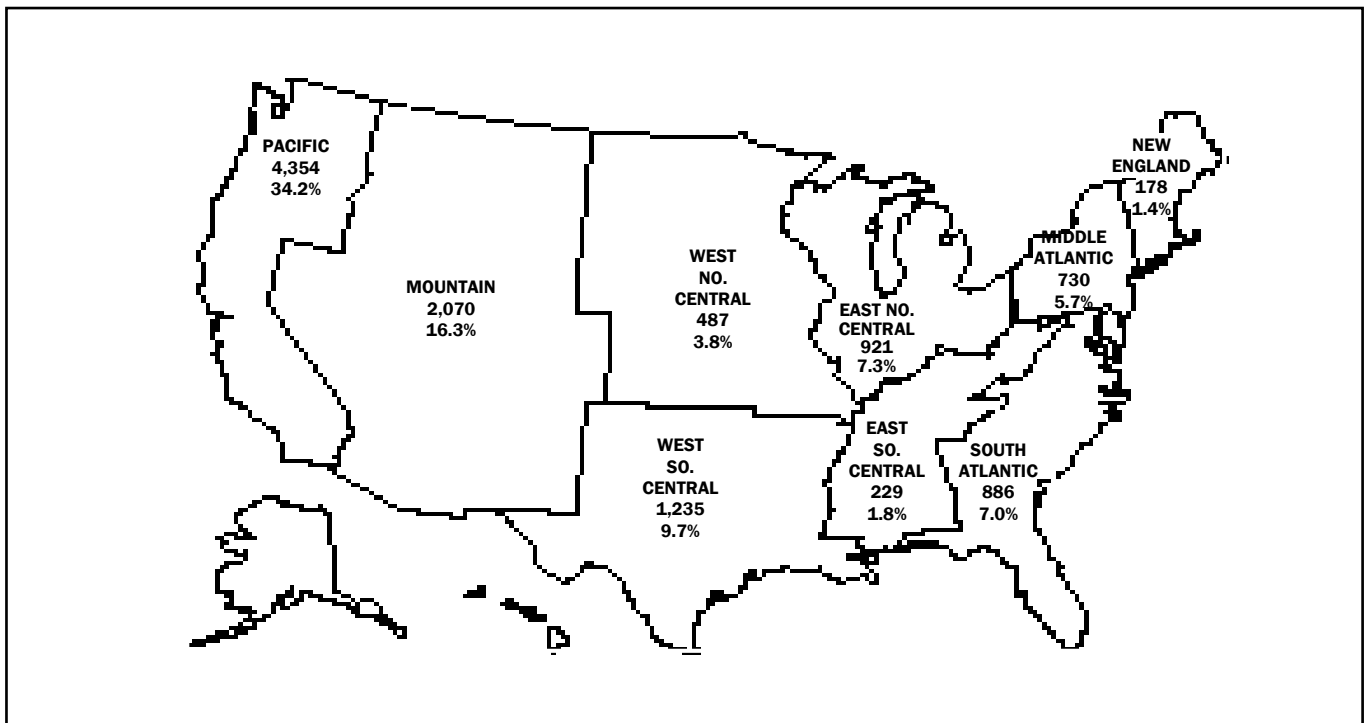 PACIFIC
4,354
34.2%
MOUNTAIN
2,070
16.3%
WEST
NO.
CENTRAL
487
3.8%
WEST
SO.
CENTRAL
1,235
9.7%
EAST NO.
CENTRAL
921
7.3%
EAST
SO.
CENTRAL
229
1.8%
SOUTH
ATLANTIC
886
7.0%
MIDDLE
ATLANTIC
730
5.7%
NEW
ENGLAND
178
1.4%